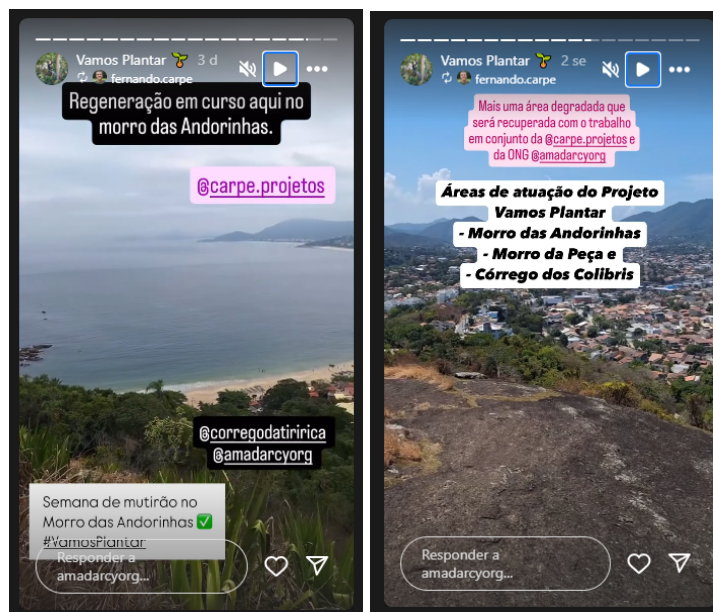 Vamos Plantar 🌱 3 d
fernando.carpe
Regeneração em curso aqui no
morro das Andorinhas.
@carpe.projetos
@corregodatiririca
@amadarcyorg
Semana de mutirão no
Morro das Andorinhas ✅
#VamosPlantar
Responder a
amadarcyorg...
Vamos Plantar 🌱 2 se
fernando.carpe
Mais uma área degradada que
será recuperada com o trabalho
em conjunto da @carpe.projetos e
da ONG @amadarcyorg
Áreas de atuação do Projeto
Vamos Plantar
- Morro das Andorinhas
- Morro da Peça e
- Córrego dos Colibris
Responder a
amadarcyorg...